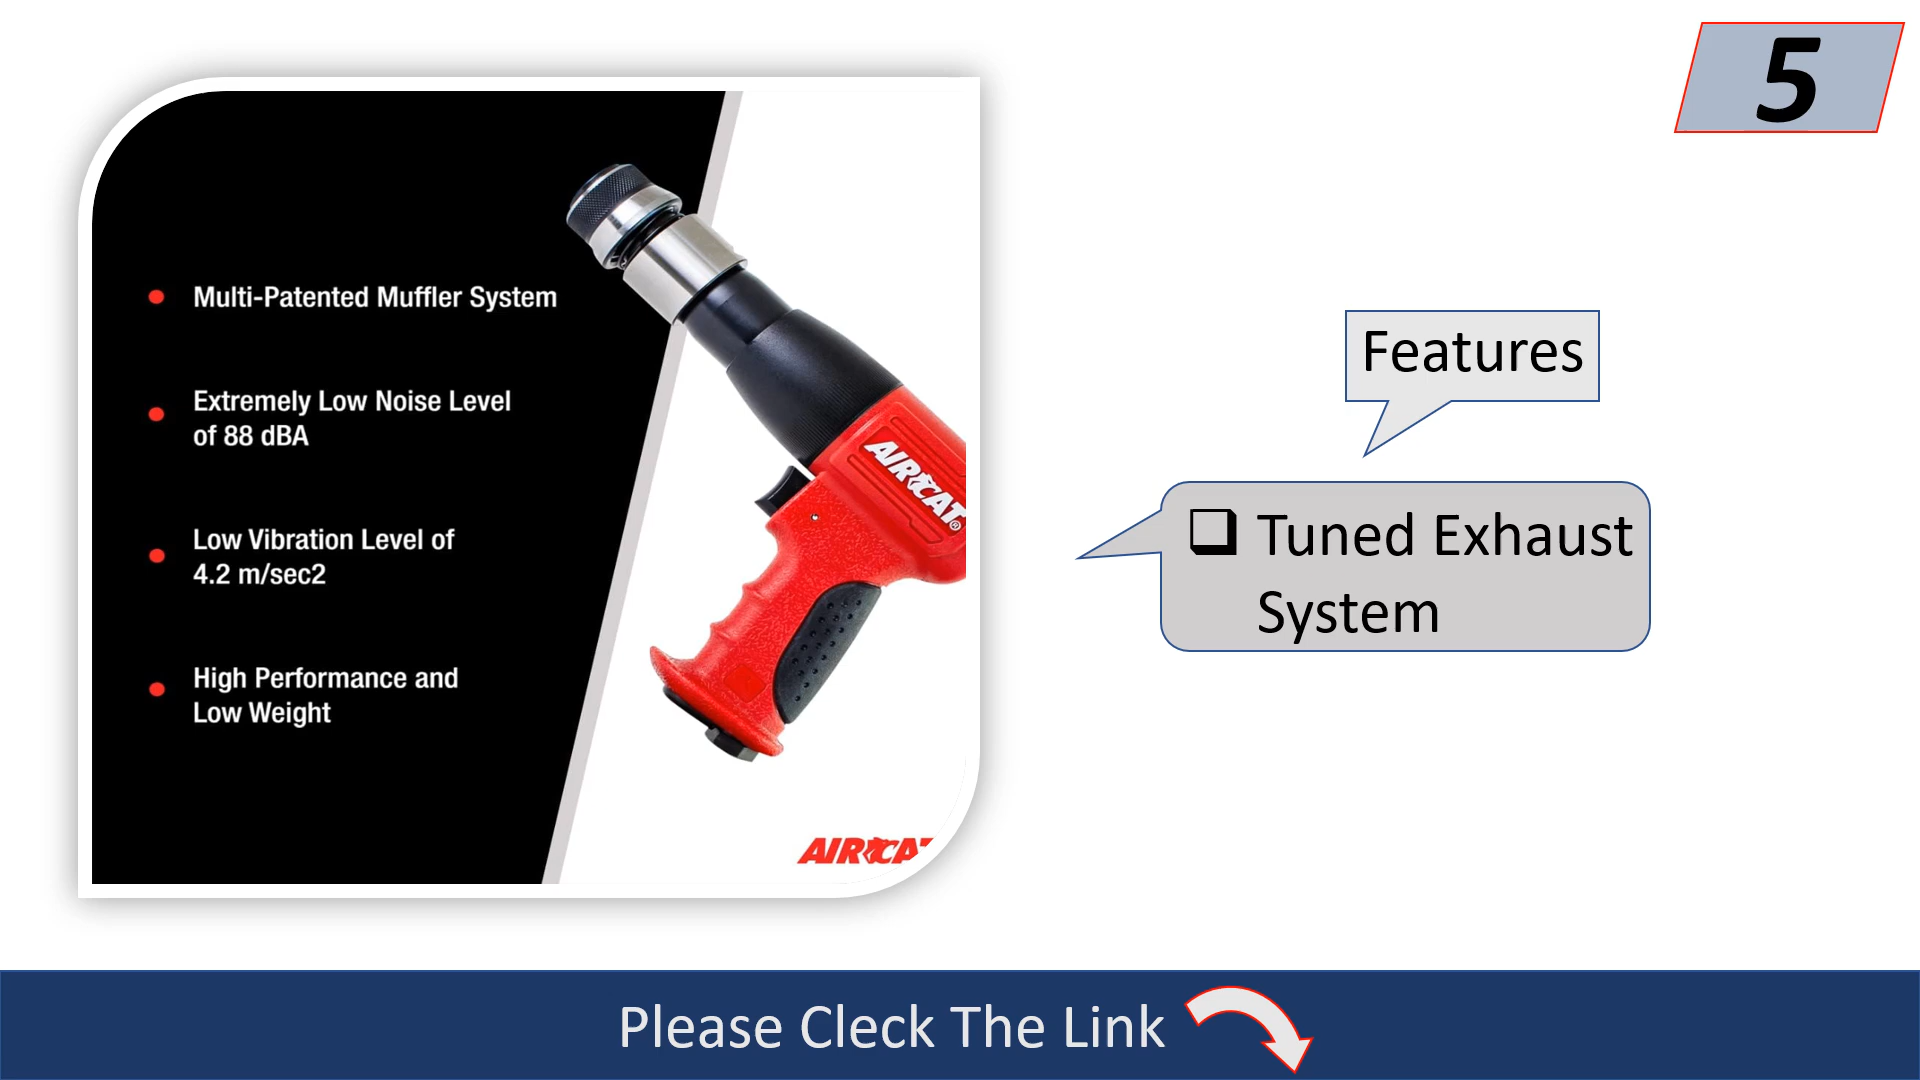 5
Multi-Patented Muffler System
Extremely Low Noise Level
of 88 dBA
Low Vibration Level of
4.2 m/sec2
High Performance and
Low Weight
AIRCAT®
AIRCAT
Features
Tuned Exhaust
System
Please Cleck The Link